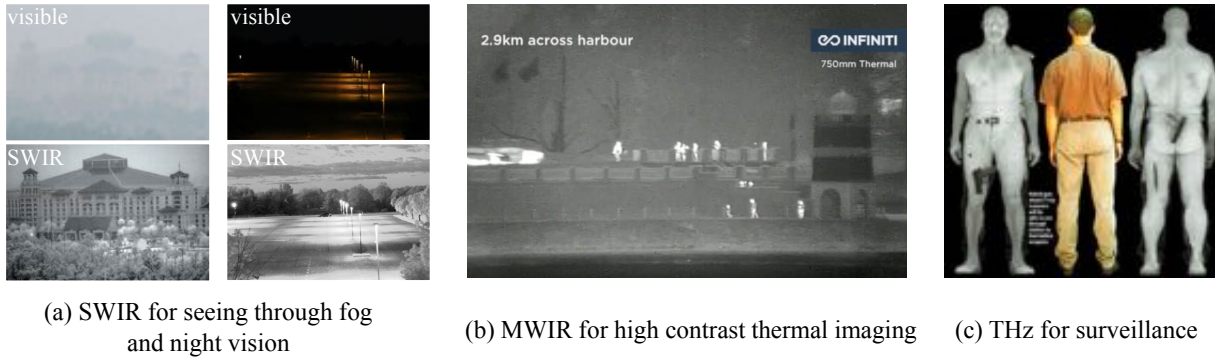 visible
visible
SWIR
SWIR
2.9km across harbour
INFINITI
750mm Thermal
(a) SWIR for seeing through fog
and night vision
(b) MWIR for high contrast thermal imaging
(c) THz for surveillance